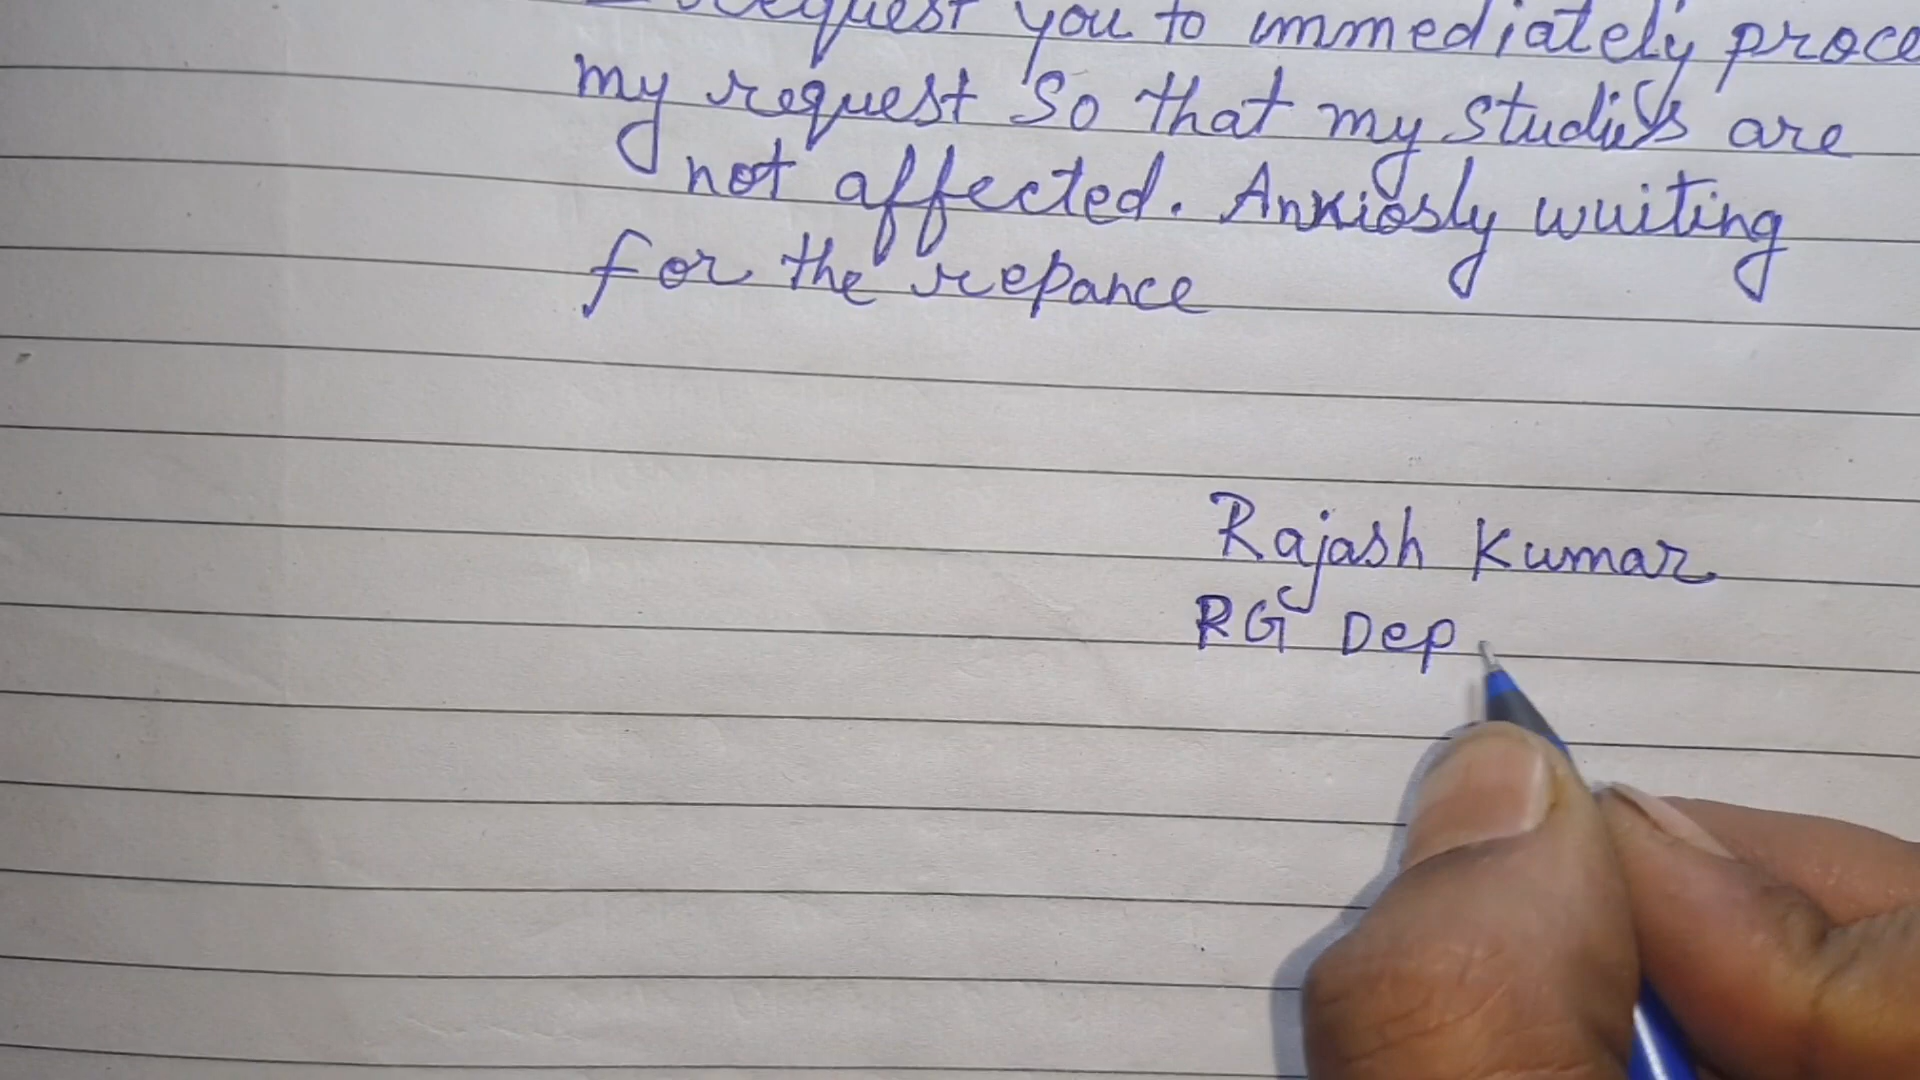 request you to immediately proce
my request So that my studies are
not affected. Anxiosly wuiting
for the repance
Rajash Kumar
RG Dep